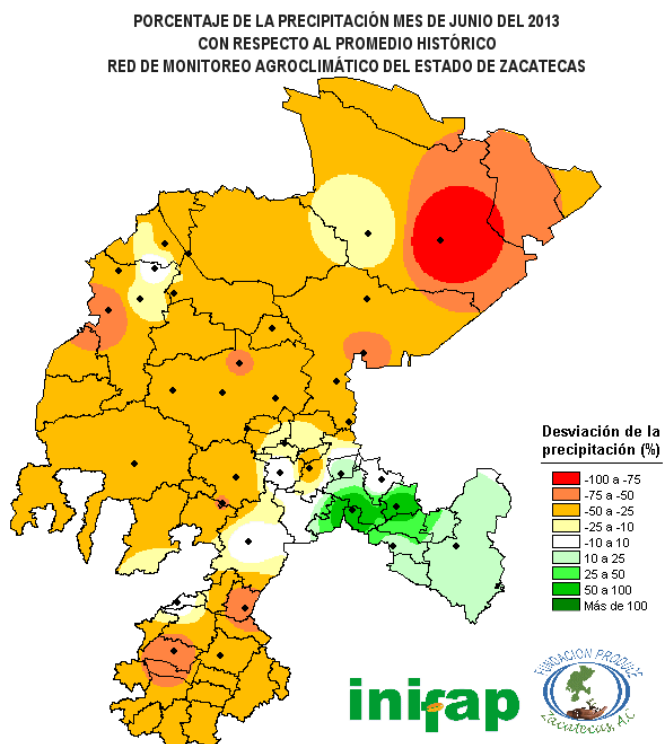 PORCENTAJE DE LA PRECIPITACIÓN MES DE JUNIO DEL 2013
CON RESPECTO AL PROMEDIO HISTÓRICO
RED DE MONITOREO AGROCLIMÁTICO DEL ESTADO DE ZACATECAS
Desviación de la
precipitación (%)
-100 a -75
-75 a -50
-50 a -25
-25 a -10
-10 a 10
10 a 25
25 a 50
50 a 100
Más de 100
inifap
FUNDACION PRODUCE
Zacatecas, A.C.